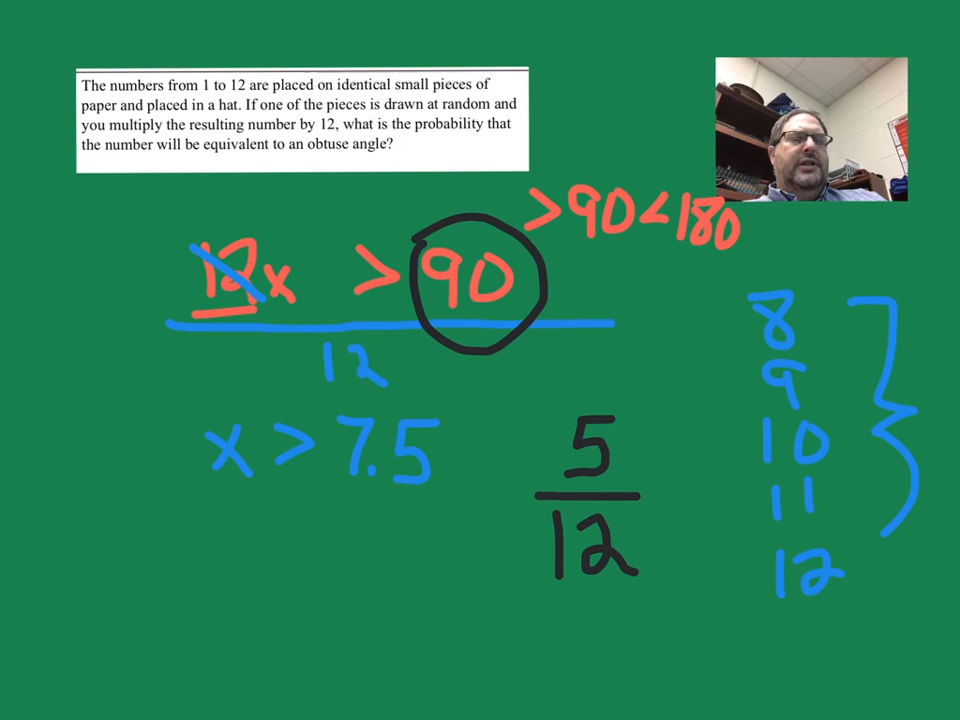 The numbers from 1 to 12 are placed on identical small pieces of
paper and placed in a hat. If one of the pieces is drawn at random and
you multiply the resulting number by 12, what is the probability that
the number will be equivalent to an obtuse angle?
>90<180
12x > 90
12
x > 7.5
5
12
8
9
10
11
12